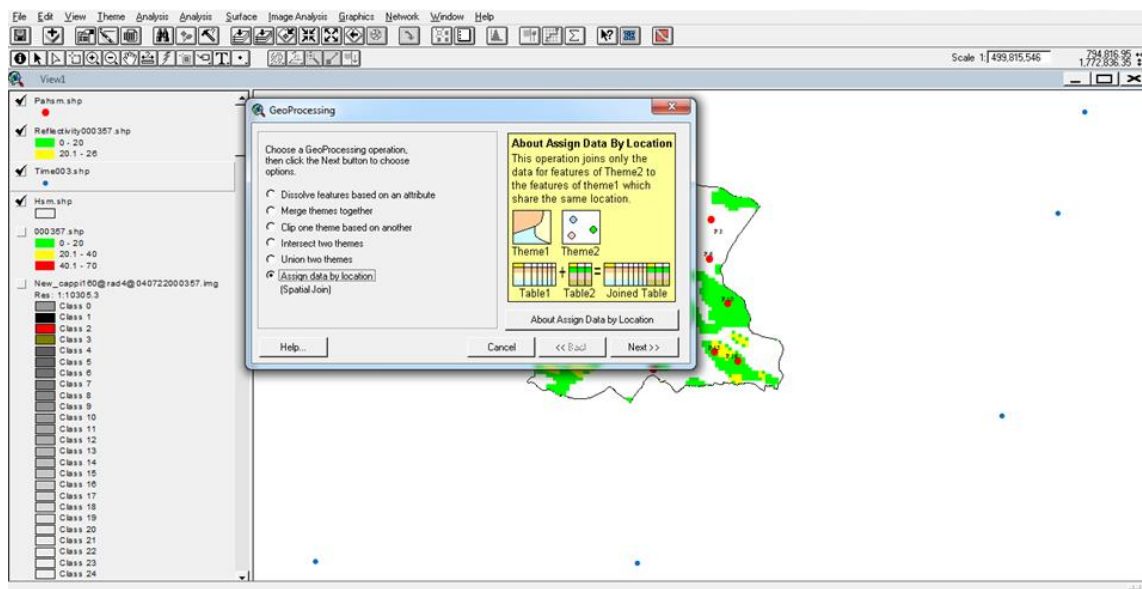 File Edit View Theme Analysis Analysis Surface Image Analysis Graphics Network Window Help
Scale 1: 499,815,546
794,816.95
1,772,836.35
View1
Pahsm.shp
Reflectivity000357.shp
0 - 20
20.1 - 26
Time003.shp
Hsm.shp
000357.shp
0 - 20
20.1 - 40
40.1 - 70
New_cappi160@rad4@040722000357.img
Res: 1:10305.3
Class 0
Class 1
Class 2
Class 3
Class 4
Class 5
Class 6
Class 7
Class 8
Class 9
Class 10
Class 11
Class 12
Class 13
Class 14
Class 15
Class 16
Class 17
Class 18
Class 19
Class 20
Class 21
Class 22
Class 23
Class 24
GeoProcessing
Choose a GeoProcessing operation,
then click the Next button to choose
options.
Dissolve features based on an attribute
Merge themes together
Clip one theme based on another
Intersect two themes
Union two themes
Assign data by location
(Spatial Join)
About Assign Data By Location
This operation joins only the
data for features of Theme2 to
the features of theme1 which
share the same location.
Theme1 Theme2
Table1 Table2 Joined Table
About Assign Data by Location
Help... Cancel << Back Next >>